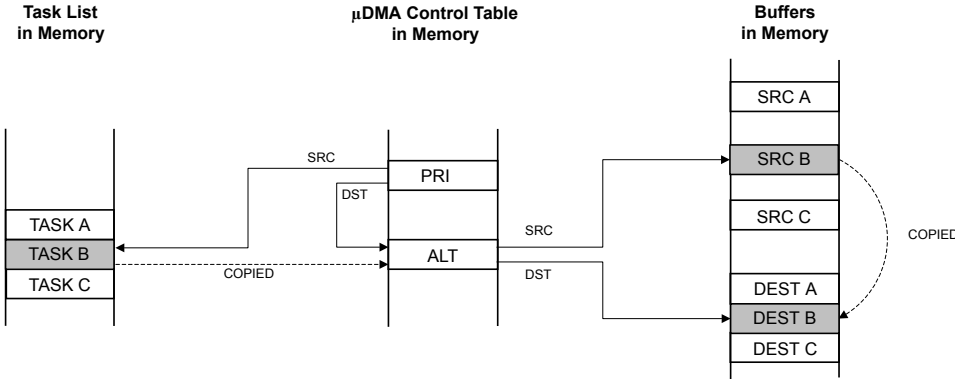 Task List
in Memory
µDMA Control Table
in Memory
Buffers
in Memory
SRC A
SRC
SRC B
PRI
DST
TASK A
SRC C
SRC
COPIED
TASK B
ALT
COPIED
DST
TASK C
DEST A
DEST B
DEST C